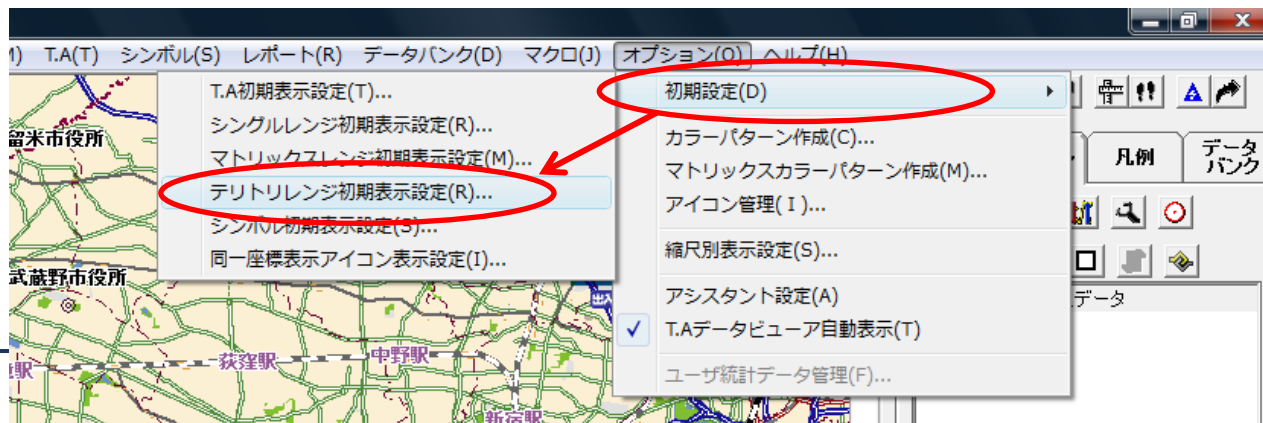 T.A(T) シンボル(S) レポート(R) データバンク(D) マクロ(J) オプション(O) ヘルプ(H)
T.A初期表示設定(T)...
シングルレンジ初期表示設定(R)...
マトリックスレンジ初期表示設定(M)...
テリトリレンジ初期表示設定(R)...
シンボル初期表示設定(S)...
同一座標表示アイコン表示設定(I)...
初期設定(D)
カラーパターン作成(C)...
マトリックスカラーパターン作成(M)...
アイコン管理(I)...
縮尺別表示設定(S)...
アシスタント設定(A)
T.Aデータビューア自動表示(T)
ユーザ統計データ管理(F)...
凡例
データ
バンク
データ
留米市役所
武蔵野市役所
荻窪駅
中野駅
新宿駅